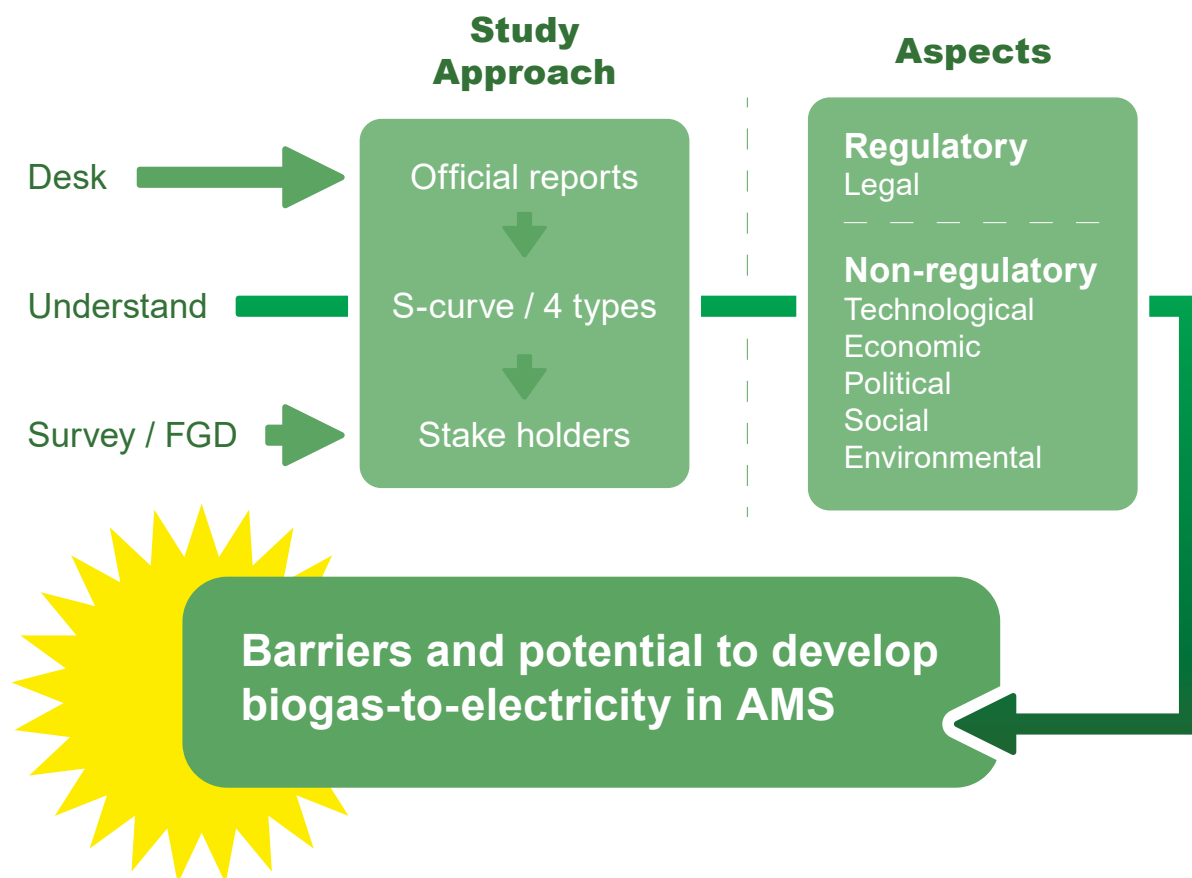 Study
Approach
Aspects
Desk
Official reports
Understand
S-curve / 4 types
Survey / FGD
Stake holders
Regulatory
Legal
Non-regulatory
Technological
Economic
Political
Social
Environmental
Barriers and potential to develop
biogas-to-electricity in AMS